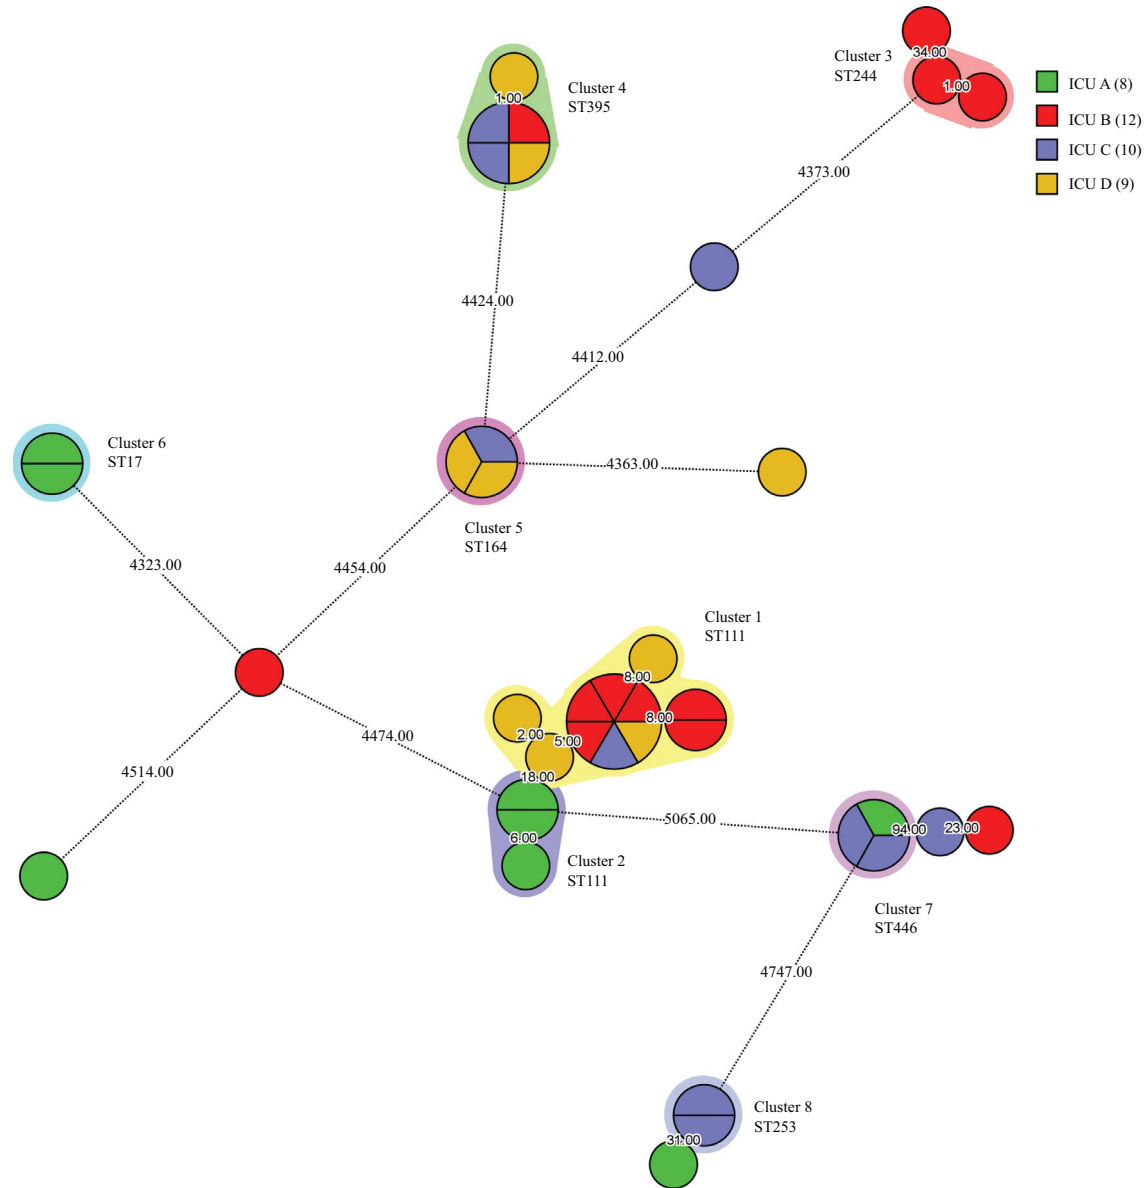 34.00
Cluster 3
ST244
1.00
ICU A (8)
ICU B (12)
ICU C (10)
ICU D (9)
Cluster 4
ST395
1.00
4373.00
4424.00
4412.00
Cluster 6
ST17
4363.00
Cluster 5
ST164
4323.00
4454.00
Cluster 1
ST111
8.00
8.00
2.00
5.00
4474.00
18.00
4514.00
5065.00
94.00
23.00
6.00
Cluster 2
ST111
Cluster 7
ST446
4747.00
Cluster 8
ST253
31.00